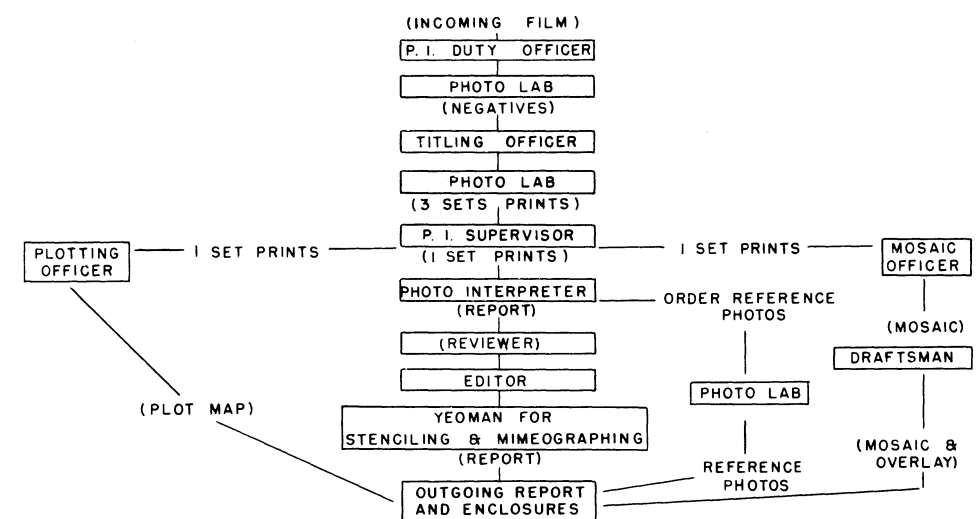 (INCOMING FILM)
P. I. DUTY OFFICER
PHOTO LAB
(NEGATIVES)
TITLING OFFICER
PHOTO LAB
(3 SETS PRINTS)
P. I. SUPERVISOR
(1 SET PRINTS)
1 SET PRINTS
1 SET PRINTS
PLOTTING
OFFICER
MOSAIC
OFFICER
PHOTO INTERPRETER
(REPORT)
ORDER REFERENCE
PHOTOS
(MOSAIC)
(REVIEWER)
DRAFTSMAN
EDITOR
PHOTO LAB
(PLOT MAP)
YEOMAN FOR
STENCILING & MIMEOGRAPHING
(REPORT)
(MOSAIC &
OVERLAY)
REFERENCE
PHOTOS
OUTGOING REPORT
AND ENCLOSURES